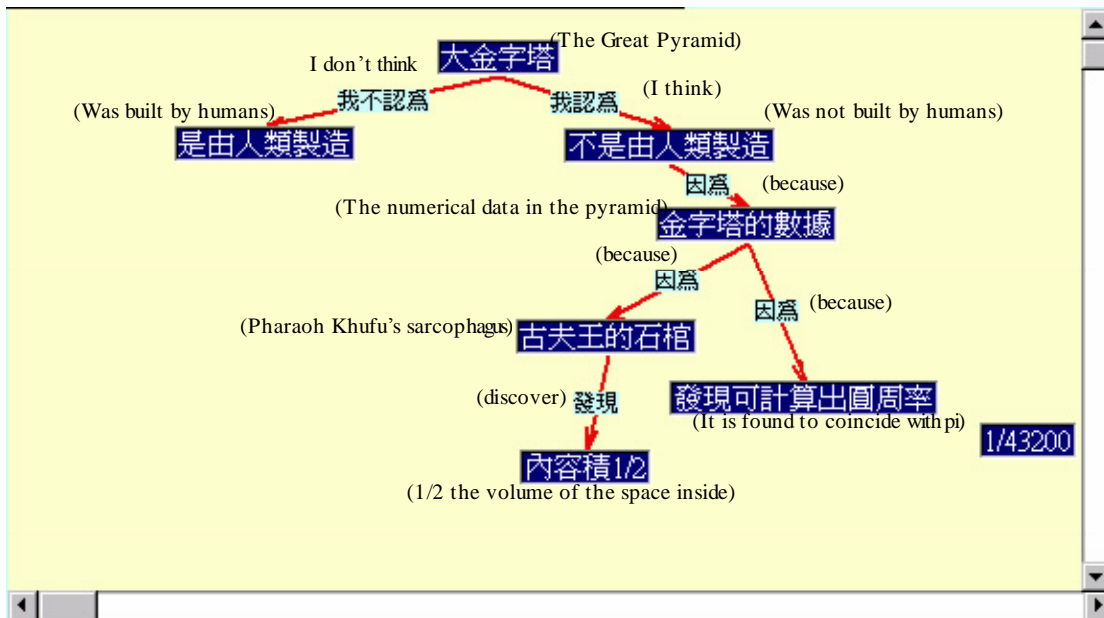 (The Great Pyramid)
大金字塔
I don't think
我不認爲
(I think)
我認爲
(Was built by humans)
是由人類製造
(Was not built by humans)
不是由人類製造
因爲
(because)
(The numerical data in the pyramid)
金字塔的數據
(because)
因爲
因爲
(because)
(Pharaoh Khufu's sarcophagus)
古夫王的石棺
(discover)
發現
發現可計算出圓周率
(It is found to coincide with pi)
1/43200
內容積1/2
(1/2 the volume of the space inside)